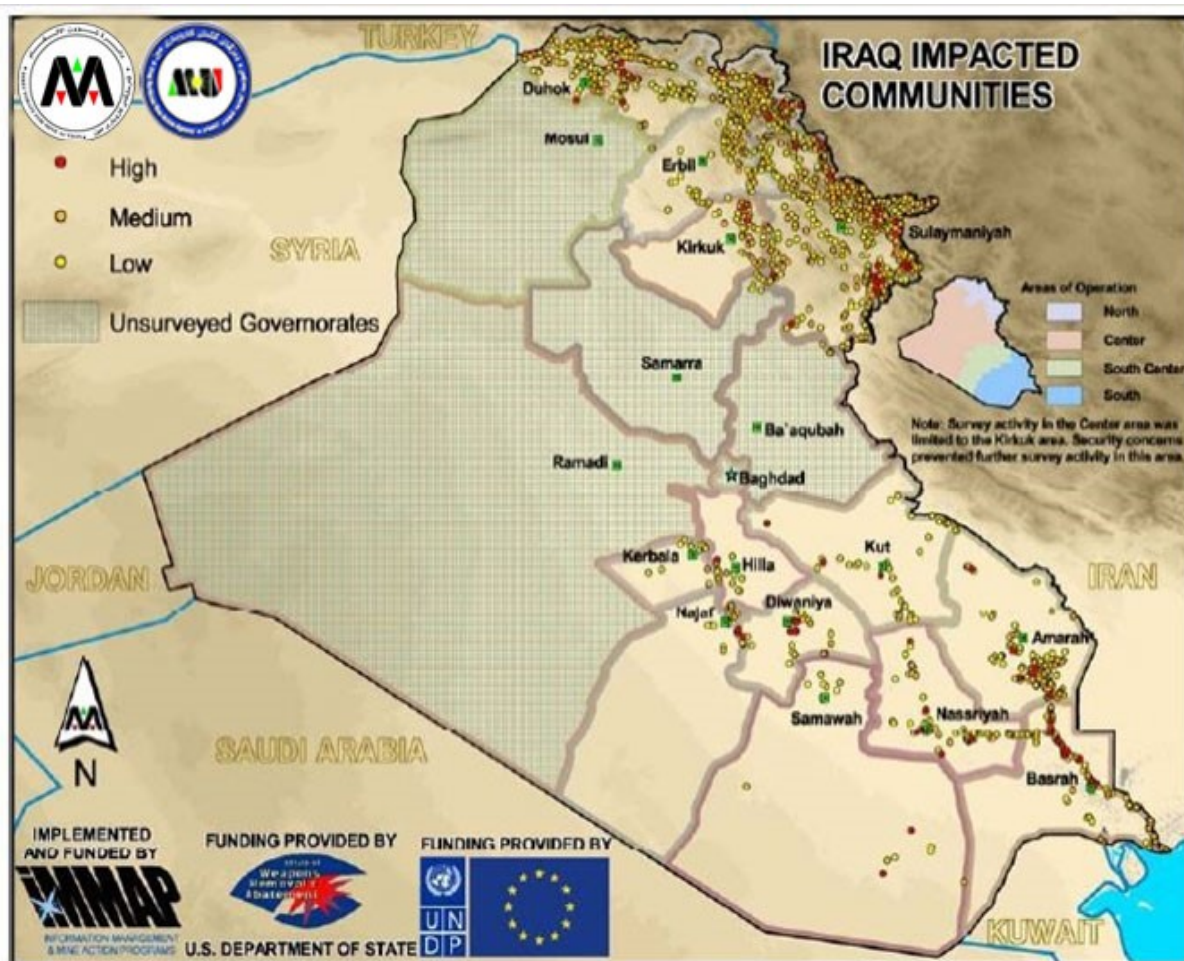 TURKEY
IRAQ IMPACTED
COMMUNITIES
High
Medium
Low
Unsurveyed Governorates
SYRIA
Duhok
Mosul
Erbil
Kirkuk
Sulaymaniyah
Areas of Operation
North
Center
South Center
South
Note: Survey activity in the Center area was
limited to the Kirkuk area. Security concerns
prevented further survey activity in this area.
Samarra
Ba'aqubah
Ramadi
Baghdad
JORDAN
IRAN
Kerbala
Hilla
Kut
Najaf
Diwaniya
Amarah
Samawah
Nassriyah
Basrah
SAUDI ARABIA
KUWAIT
N
IMPLEMENTED
AND FUNDED BY
iMMAP
INFORMATION MANAGEMENT
& MINE ACTION PROGRAMS
FUNDING PROVIDED BY
Weapons
Removal &
Abatement
U.S. DEPARTMENT OF STATE
FUNDING PROVIDED BY
U N
D P